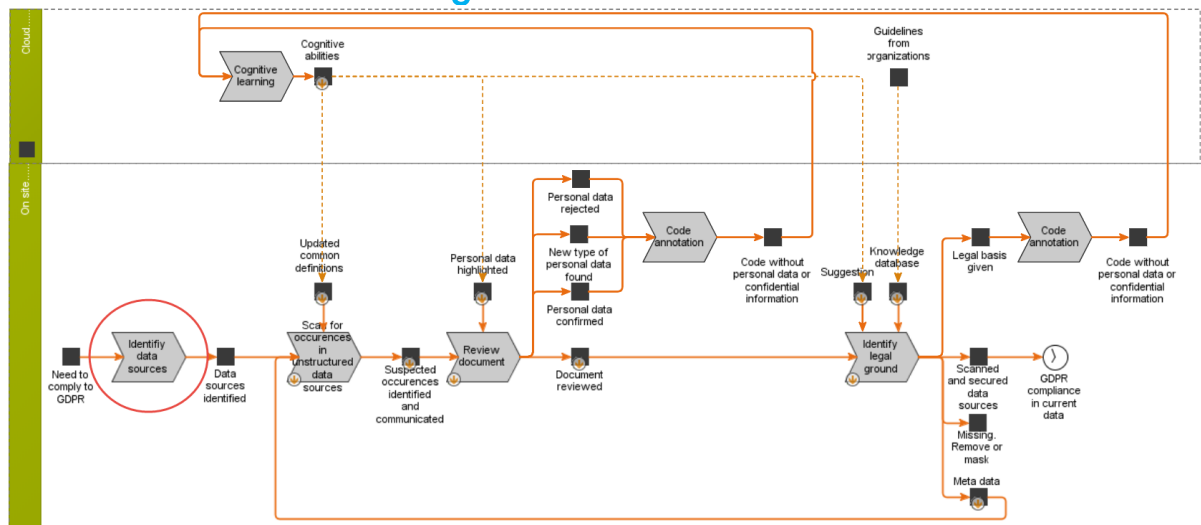 g
Cloud.....
Cognitive
learning
Cognitive
abilities
Guidelines
from
organizations
On site.....
Personal data
rejected
New type of
personal data
found
Personal data
confirmed
Code
annotation
Code without
personal data or
confidential
information
Updated
common
definitions
Personal data
highlighted
Suggestion
Knowledge
database
Legal basis
given
Code
annotation
Code without
personal data or
confidential
information
Need to
comply to
GDPR
Identifiy
data
sources
Data
sources
identified
Scan for
occurences
in
unstructured
data
sources
Suspected
occurences
identified
and
communicated
Review
document
Document
reviewed
Identify
legal
ground
Scanned
and secured
data
sources
GDPR
compliance
in current
data
Missing.
Remove or
mask
Meta data